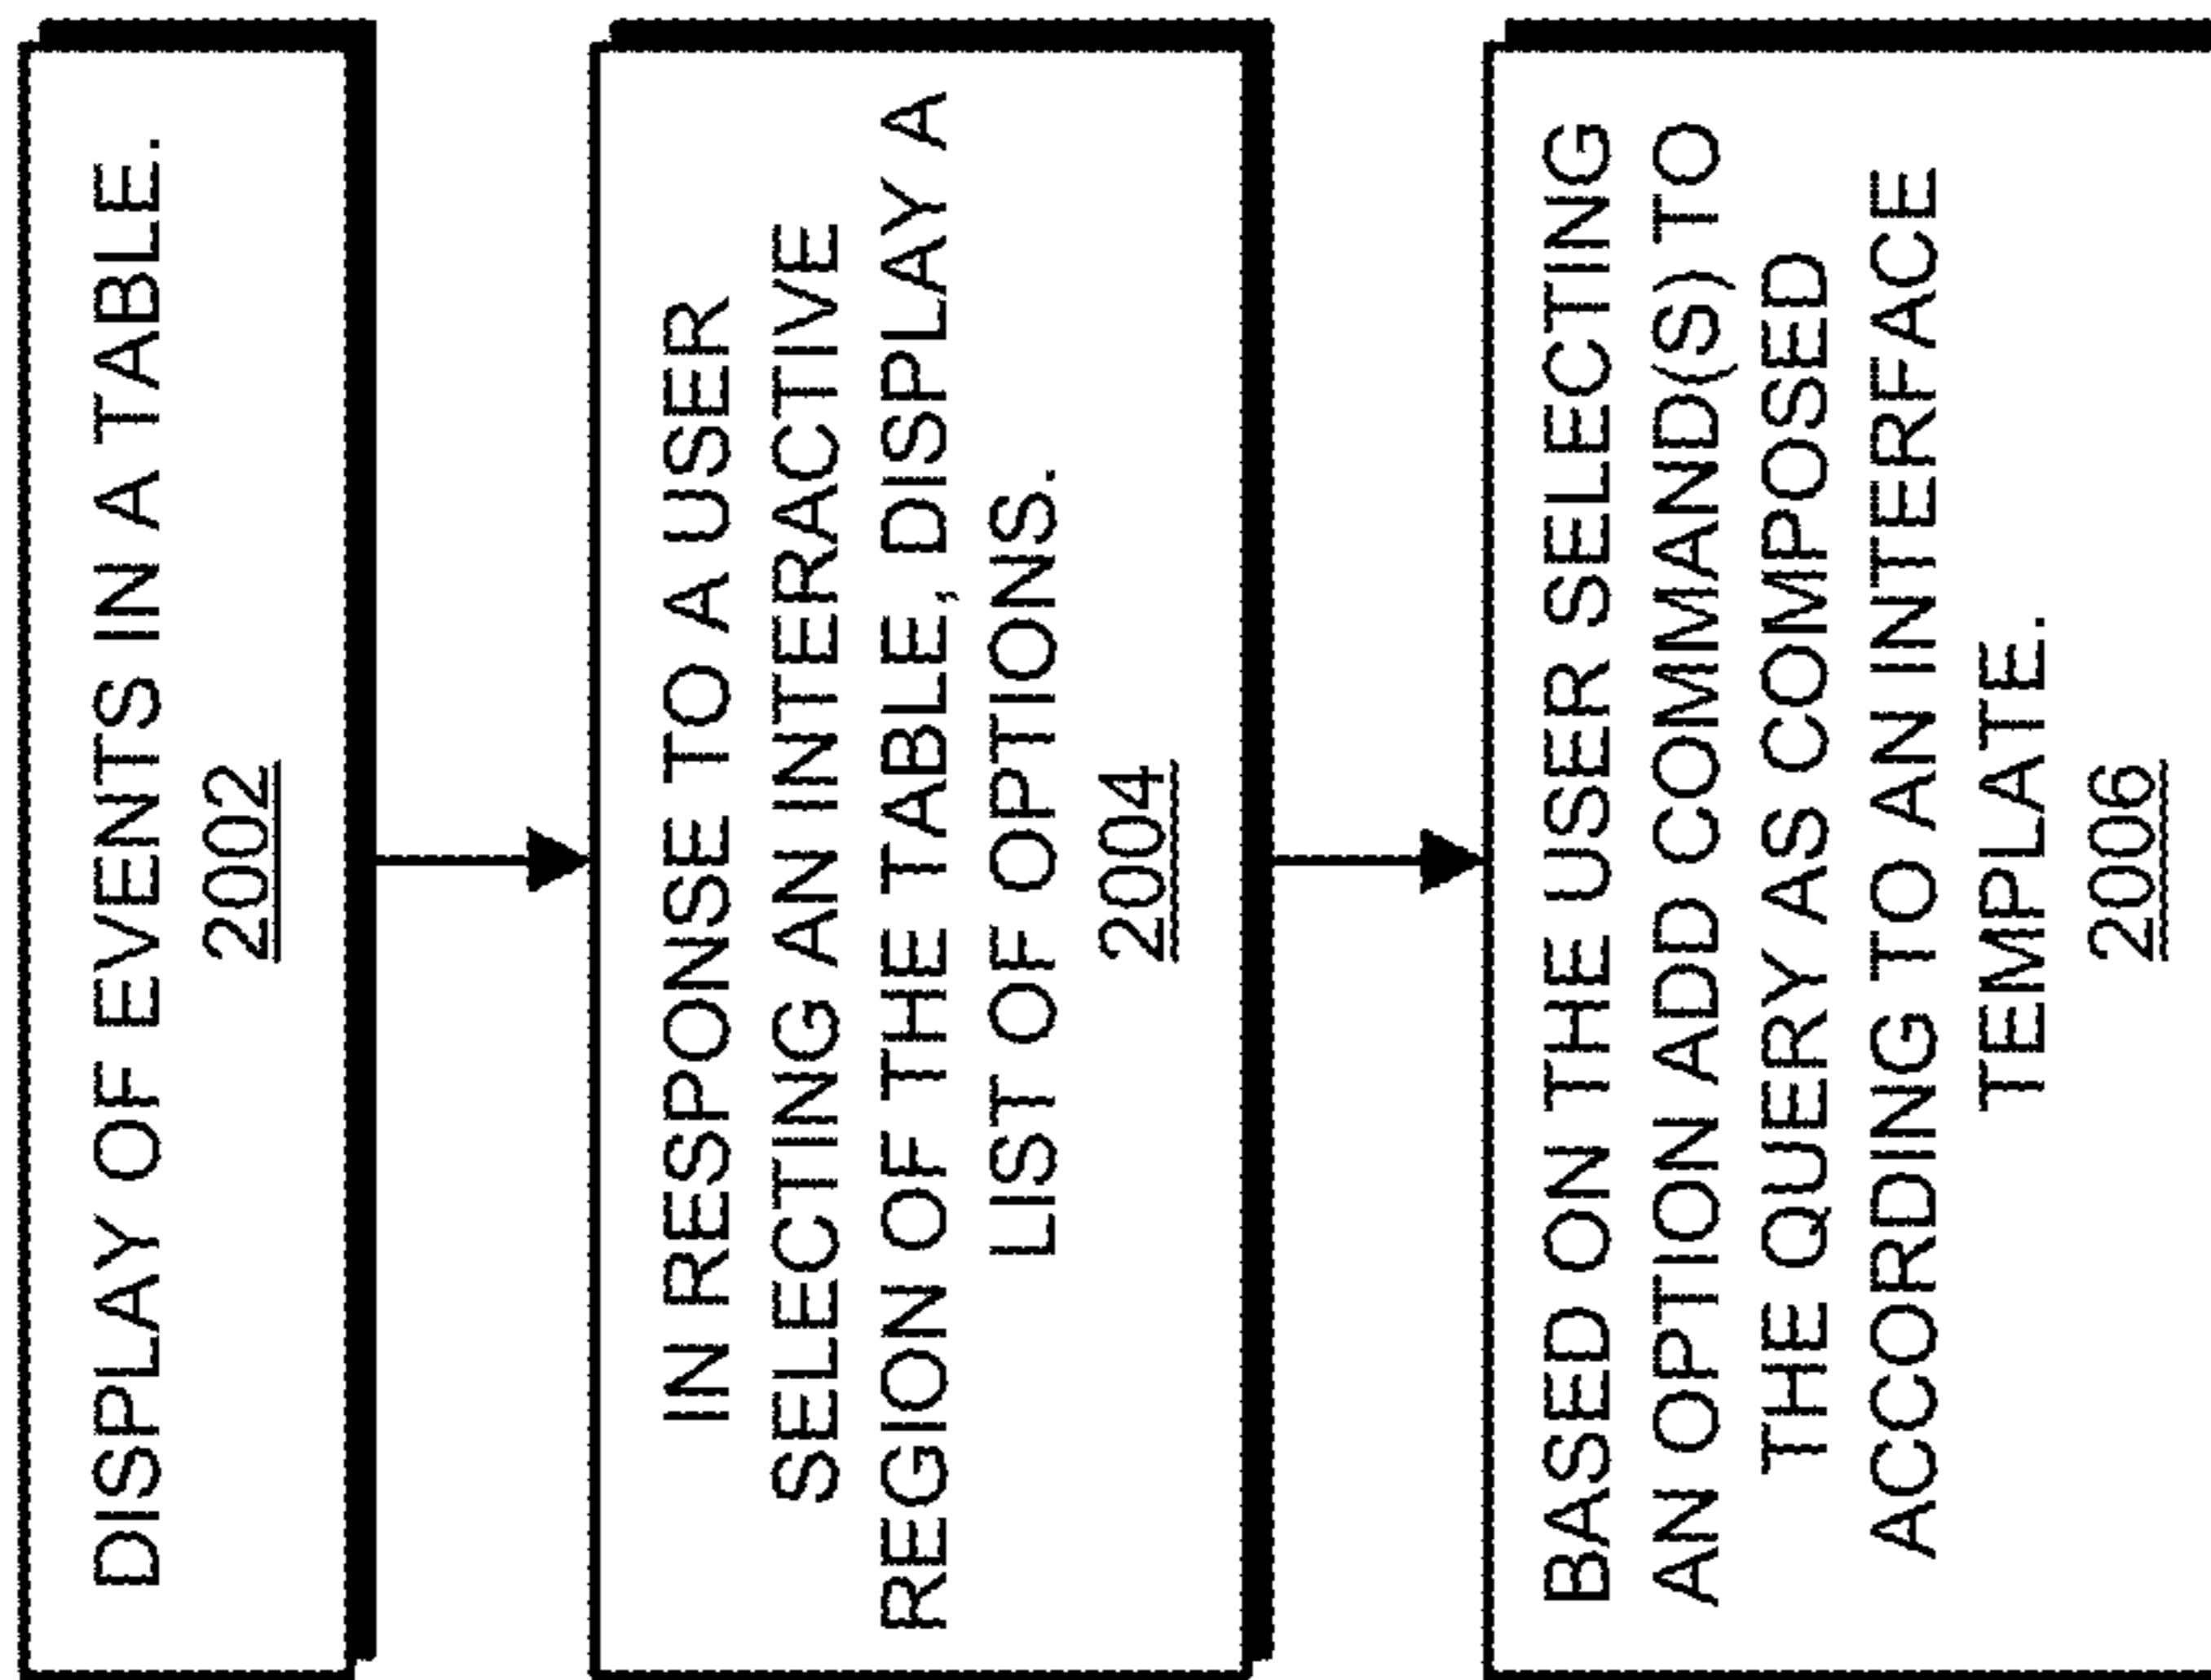 DISPLAY OF EVENTS IN A TABLE.
2002
IN RESPONSE TO A USER
SELECTING AN INTERACTIVE
REGION OF THE TABLE, DISPLAY A
LIST OF OPTIONS.
2004
BASED ON THE USER SELECTING
AN OPTION ADD COMMAND(S) TO
THE QUERY AS COMPOSED
ACCORDING TO AN INTERFACE
TEMPLATE.
2006